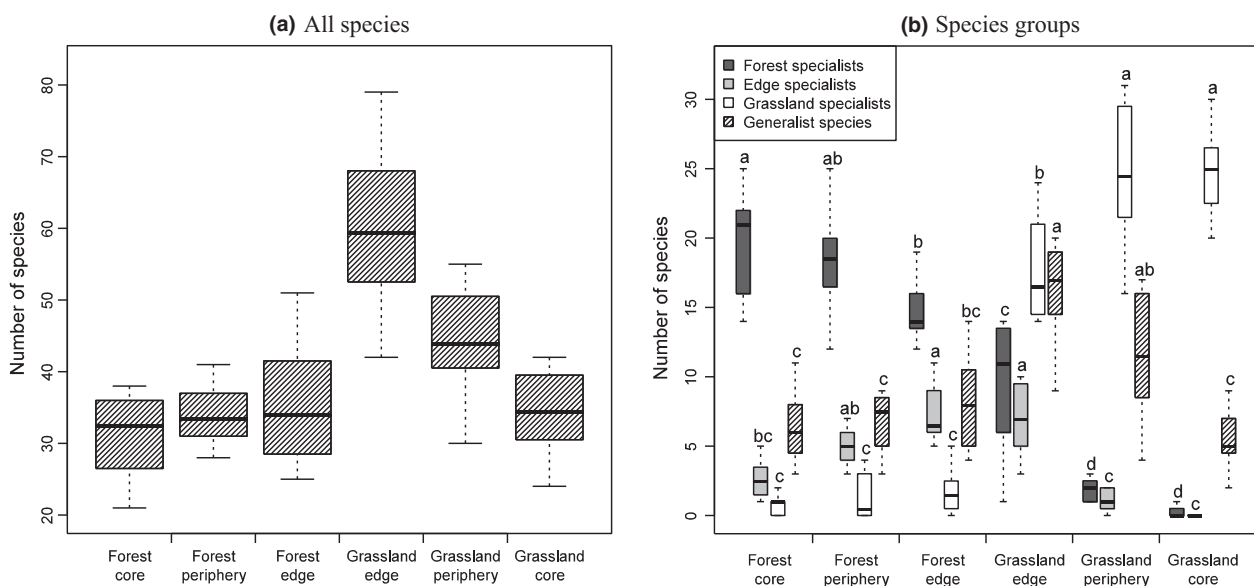 (a) All species
Number of species
80
70
60
50
40
30
20
Forest core
Forest periphery
Forest edge
Grassland edge
Grassland periphery
Grassland core
(b) Species groups
Forest specialists
Edge specialists
Grassland specialists
Generalist species
Number of species
30
25
20
15
10
5
0
a
bc
c
c
ab
ab
c
c
b
a
c
bc
c
a
b
a
d
c
a
ab
d
c
a
c
Forest core
Forest periphery
Forest edge
Grassland edge
Grassland periphery
Grassland core